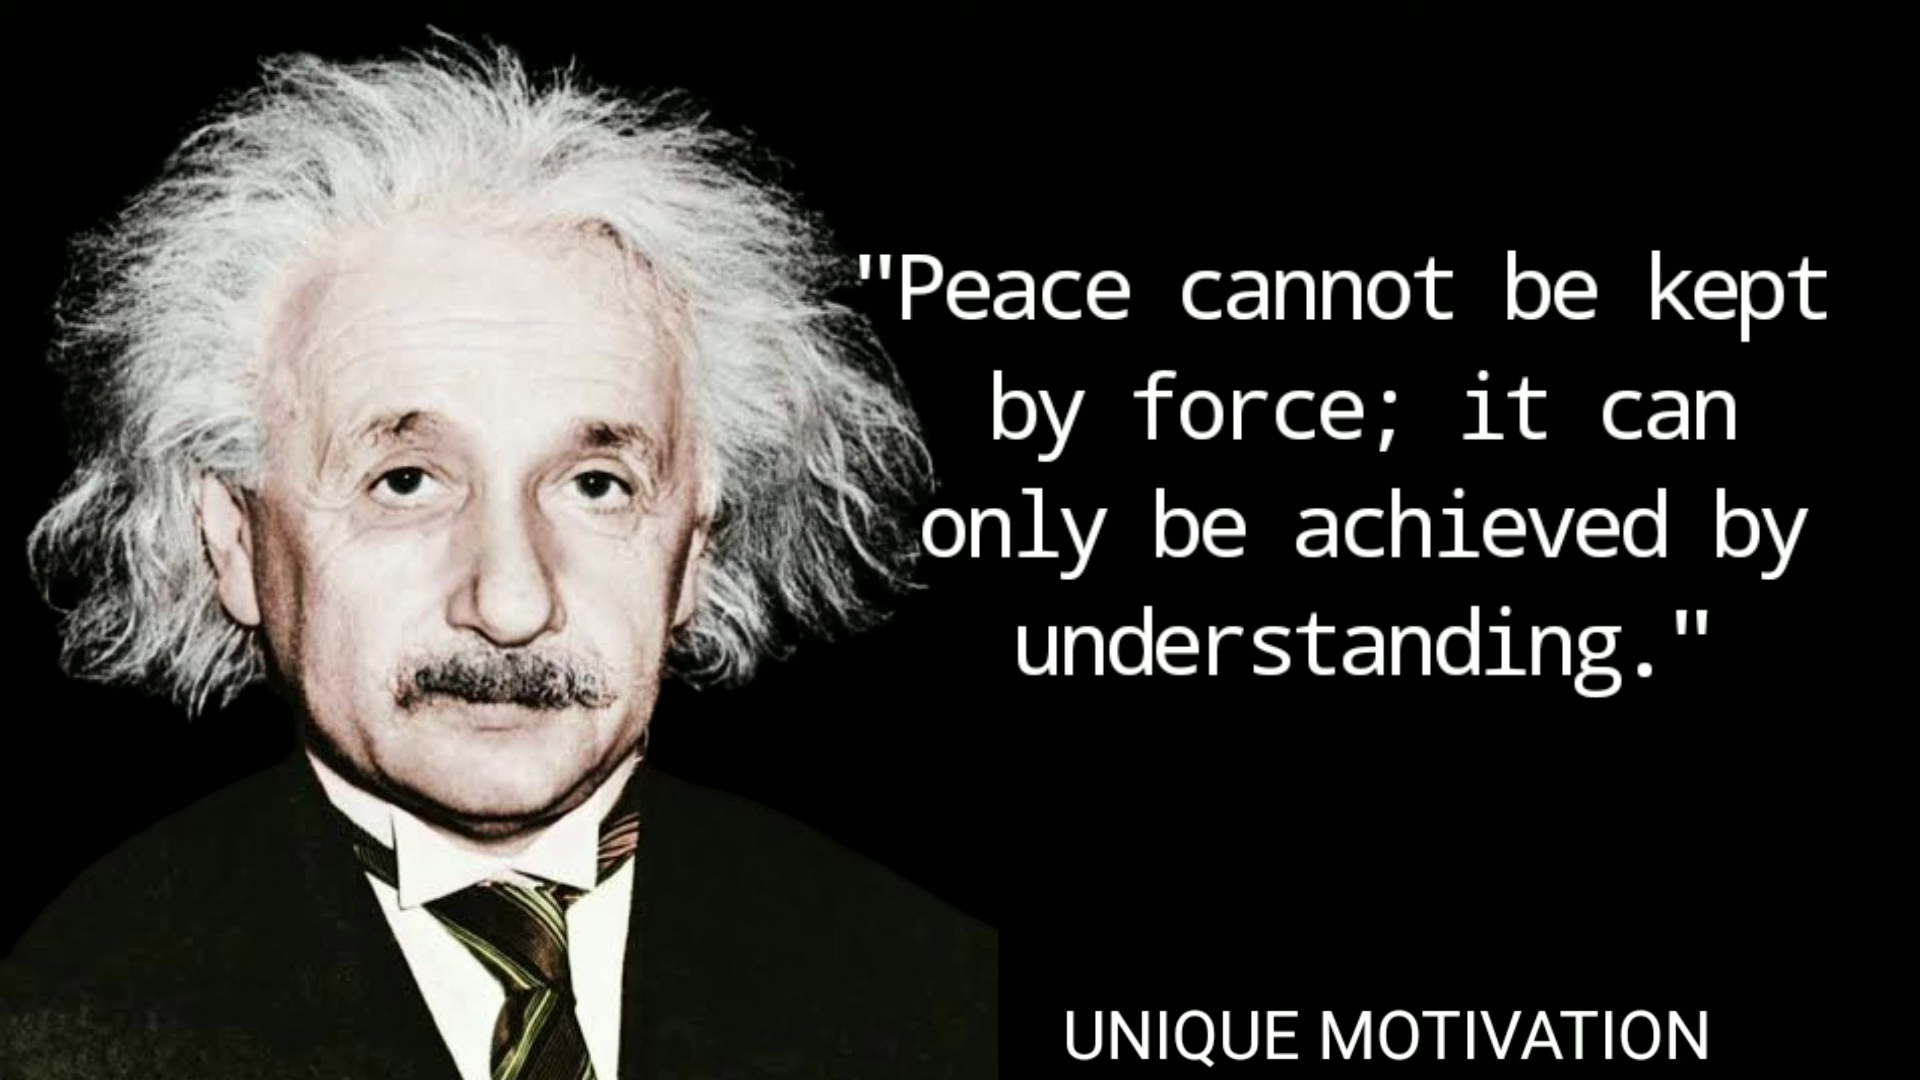 "Peace cannot be kept
by force; it can
only be achieved by
understanding."
UNIQUE MOTIVATION